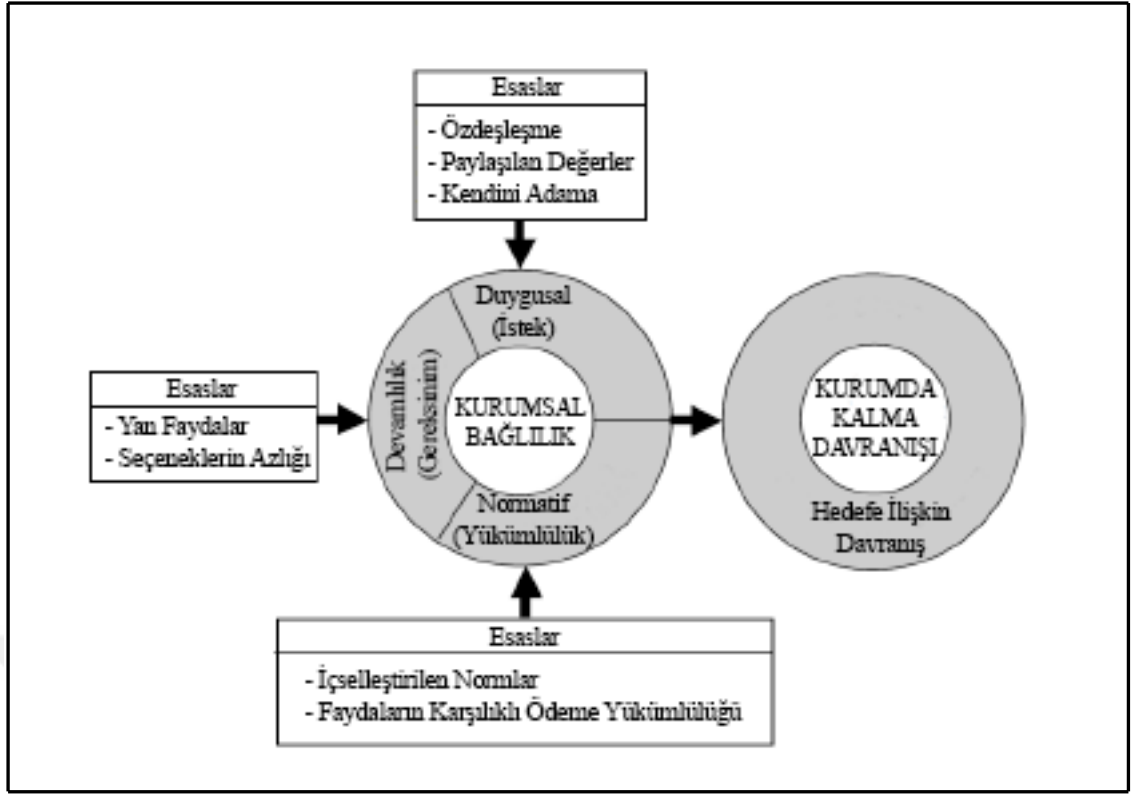 Esaslar
- Özdeşleşme
- Paylaşılan Değerler
- Kendini Adama
Duygusal
(İstek)
Devamlılık
(Gereksinim)
KURUMSAL
BAĞLILIK
Normatif
(Yükümlülük)
Esaslar
- Yan Faydalar
- Seçeneklerin Azlığı
KURUMDA
KALMA
DAVRANIŞI
Hedefe İlişkin
Davranış
Esaslar
- İçselleştirilen Normlar
- Faydaların Karşılıklı Ödeme Yükümlülüğü